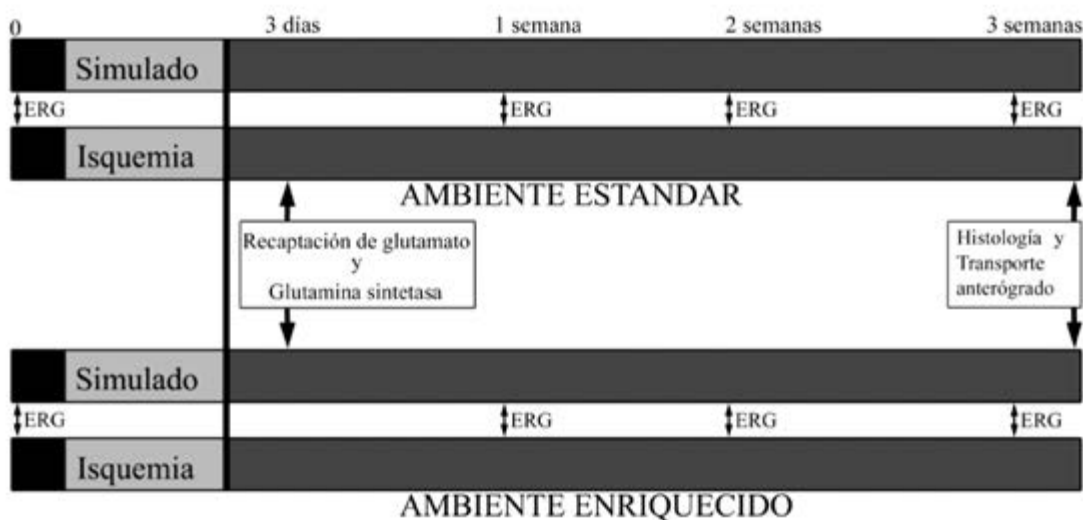 0 3 días 1 semana 2 semanas 3 semanas
Simulado
ERG ERG ERG ERG
Isquemia
AMBIENTE ESTANDAR
Recaptación de glutamato
y
Glutamina sintetasa
Histología y
Transporte
anterógrado
Simulado
ERG ERG ERG ERG
Isquemia
AMBIENTE ENRIQUECIDO